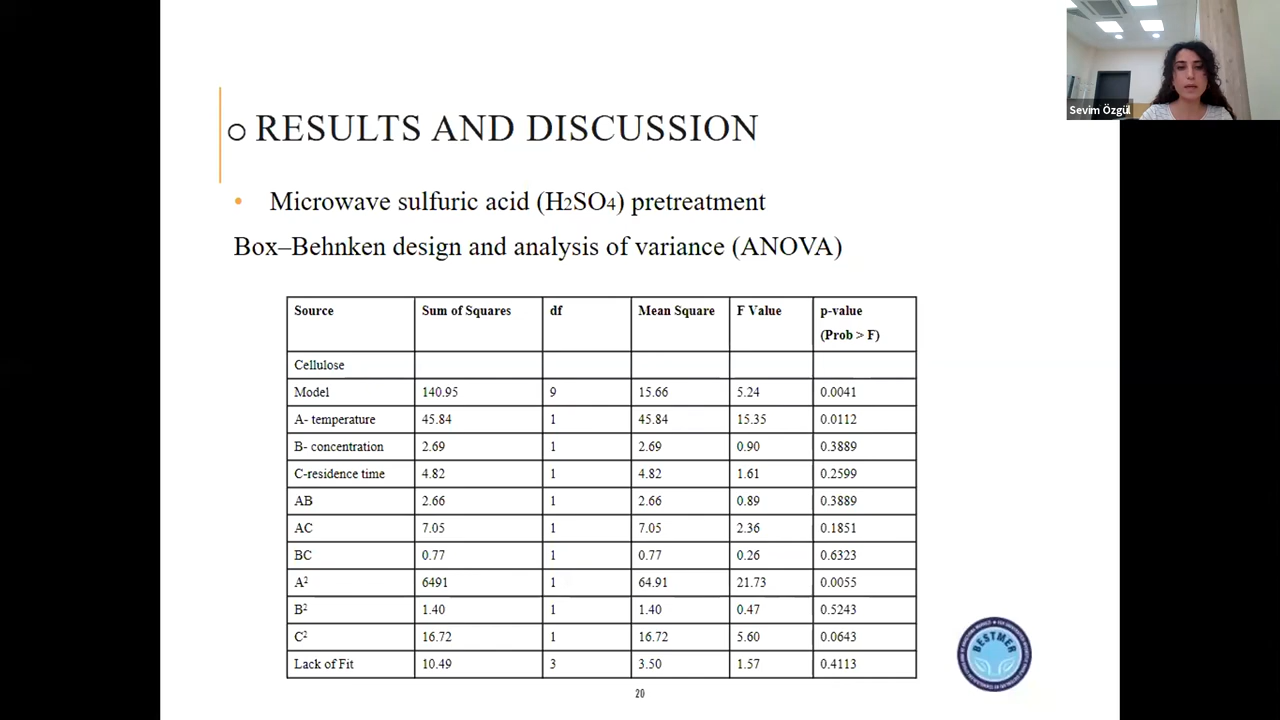 Sevim Özgül
RESULTS AND DISCUSSION
• Microwave sulfuric acid (H2SO4) pretreatment
Box–Behnken design and analysis of variance (ANOVA)
Source Sum of Squares df Mean Square F Value p-value
(Prob > F)
Cellulose
Model 140.95 9 15.66 5.24 0.0041
A- temperature 45.84 1 45.84 15.35 0.0112
B- concentration 2.69 1 2.69 0.90 0.3889
C-residence time 4.82 1 4.82 1.61 0.2599
AB 2.66 1 2.66 0.89 0.3889
AC 7.05 1 7.05 2.36 0.1851
BC 0.77 1 0.77 0.26 0.6323
A² 6491 1 64.91 21.73 0.0055
B² 1.40 1 1.40 0.47 0.5243
C² 16.72 1 16.72 5.60 0.0643
Lack of Fit 10.49 3 3.50 1.57 0.4113
BESTMER
20